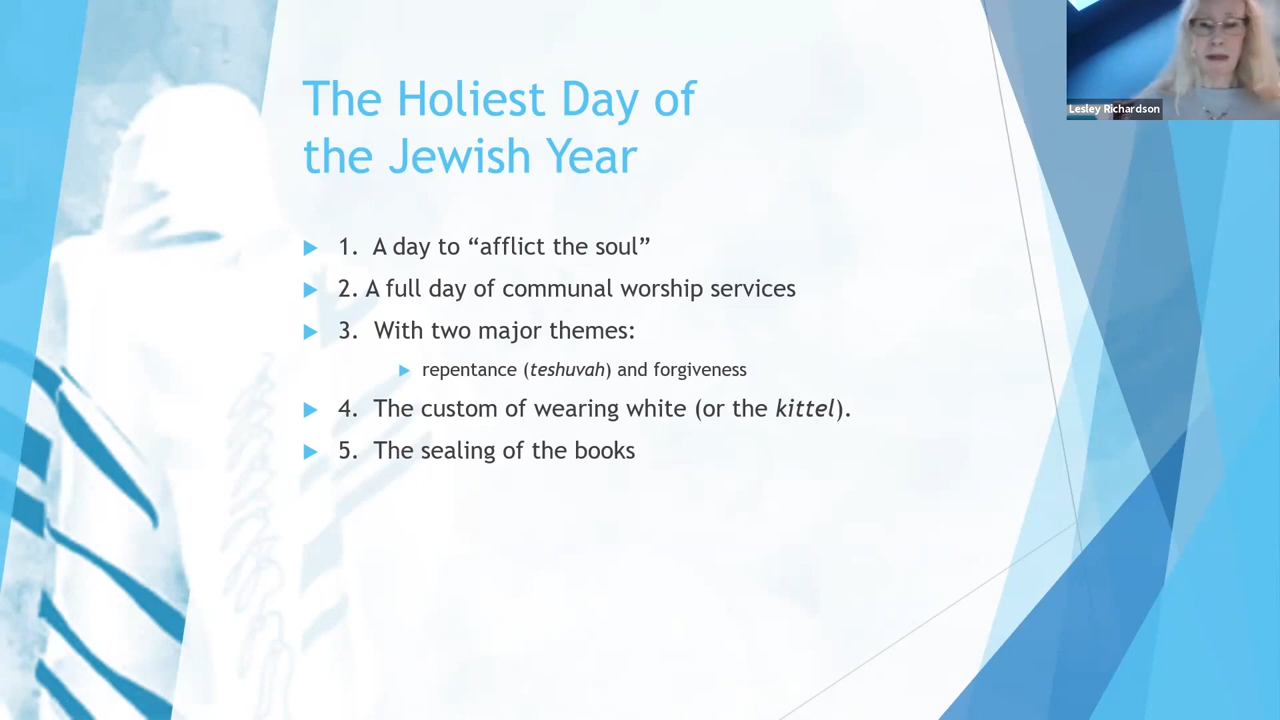 The Holiest Day of
the Jewish Year
1. A day to “afflict the soul”
2. A full day of communal worship services
3. With two major themes:
repentance (teshuvah) and forgiveness
4. The custom of wearing white (or the kittel).
5. The sealing of the books
Lesley Richardson